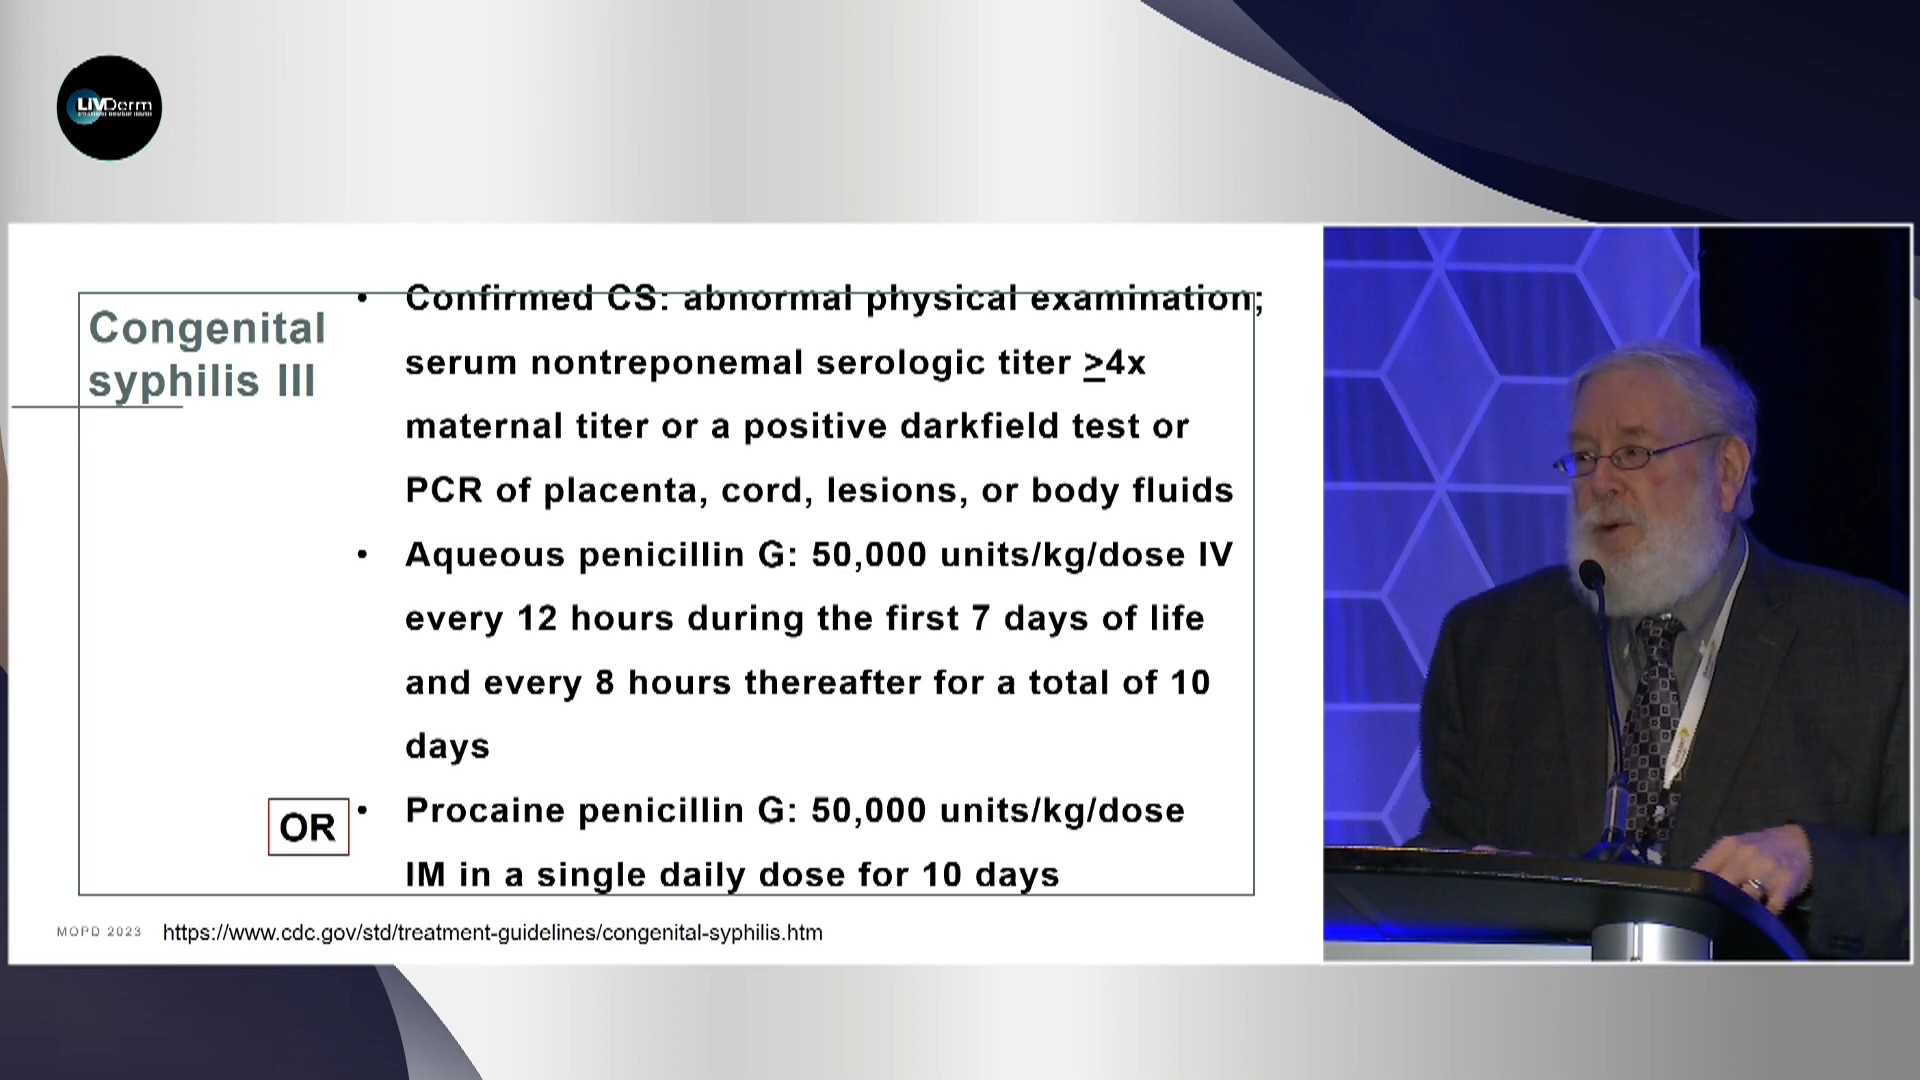 LIVDerm
Congenital
syphilis III
• Confirmed CS: abnormal physical examination;
serum nontreponemal serologic titer >4x
maternal titer or a positive darkfield test or
PCR of placenta, cord, lesions, or body fluids
• Aqueous penicillin G: 50,000 units/kg/dose IV
every 12 hours during the first 7 days of life
and every 8 hours thereafter for a total of 10
days
OR
• Procaine penicillin G: 50,000 units/kg/dose
IM in a single daily dose for 10 days
MOPD 2023
https://www.cdc.gov/std/treatment-guidelines/congenital-syphilis.htm